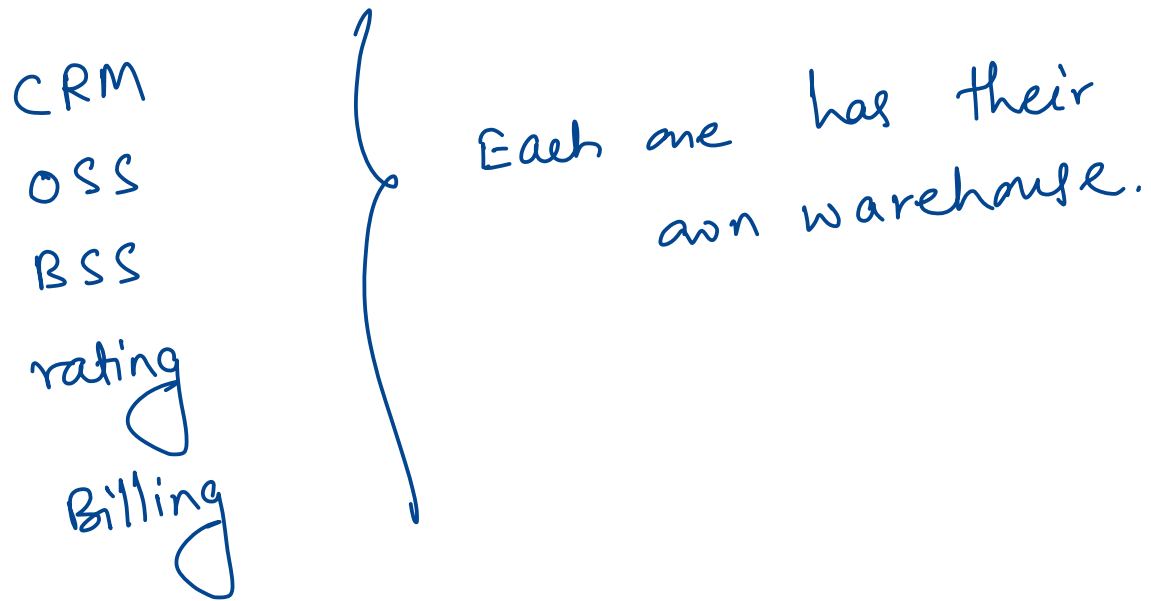 CRM
OSS
BSS
rating
Billing
Each one has their
own warehouse.